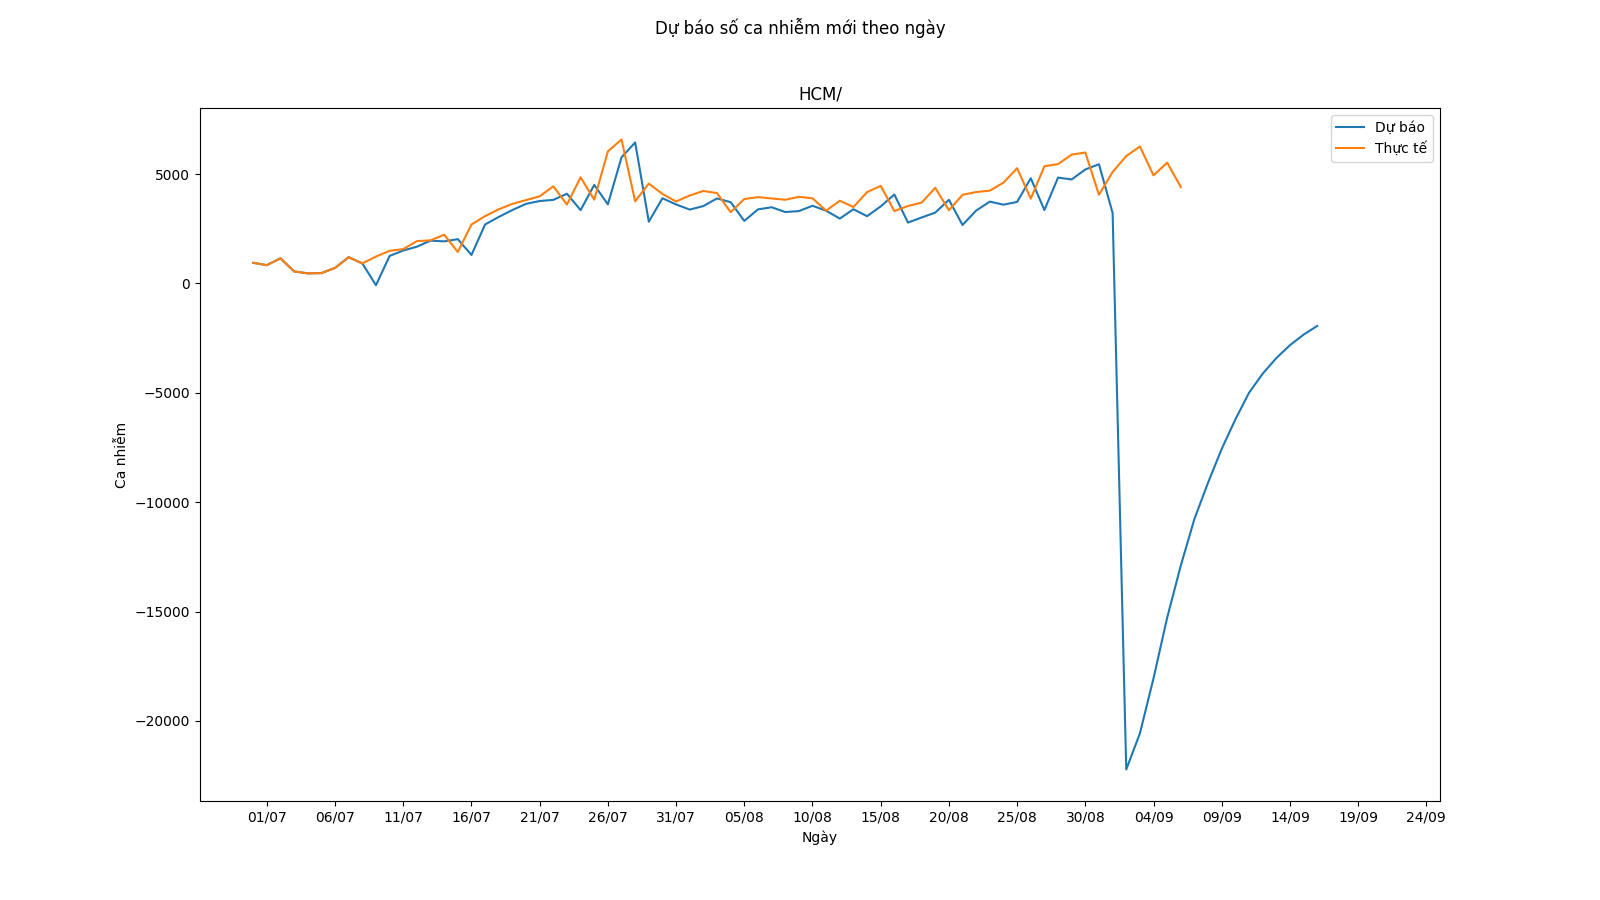 Dự báo số ca nhiễm mới theo ngày
HCM/
Dự báo
Thực tế
5000
0
−5000
−10000
−15000
−20000
Ca nhiễm
01/07 06/07 11/07 16/07 21/07 26/07 31/07 05/08 10/08 15/08 20/08 25/08 30/08 04/09 09/09 14/09 19/09 24/09
Ngày